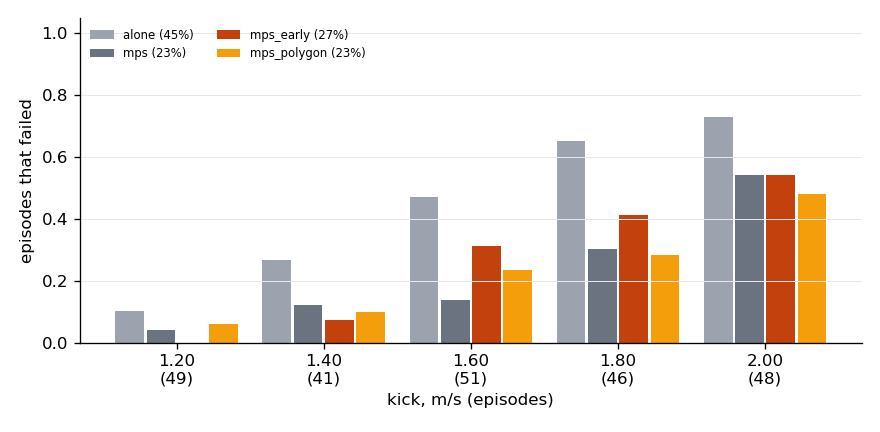 1.0
0.8
0.6
0.4
0.2
0.0
episodes that failed
alone (45%)
mps (23%)
mps_early (27%)
mps_polygon (23%)
1.20
(49)
1.40
(41)
1.60
(51)
1.80
(46)
2.00
(48)
kick, m/s (episodes)